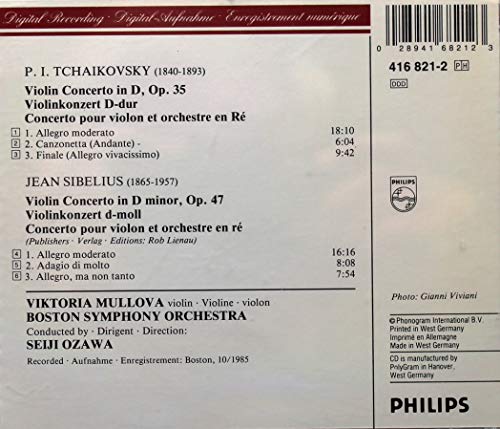 Digital Recording · Digital-Aufnahme · Enregistrement numérique
0 28941 68212 3
416 821-2 PH
DDD
P. I. TCHAIKOVSKY (1840-1893)
Violin Concerto in D, Op. 35
Violinkonzert D-dur
Concerto pour violon et orchestre en Ré
1 1. Allegro moderato 18:10
2 2. Canzonetta (Andante) - 6:04
3 3. Finale (Allegro vivacissimo) 9:42
JEAN SIBELIUS (1865-1957)
Violin Concerto in D minor, Op. 47
Violinkonzert d-moll
Concerto pour violon et orchestre en ré
(Publishers · Verlag · Editions: Rob Lienau)
4 1. Allegro moderato 16:16
5 2. Adagio di molto 8:08
6 3. Allegro, ma non tanto 7:54
VIKTORIA MULLOVA violin · Violine · violon
BOSTON SYMPHONY ORCHESTRA
Conducted by · Dirigent · Direction:
SEIJI OZAWA
Recorded · Aufnahme · Enregistrement: Boston, 10/1985
PHILIPS
Photo: Gianni Viviani
© Phonogram International B.V.
Printed in West Germany
Imprimé en Allemagne
Made in West Germany
CD is manufactured by
PolyGram in Hanover,
West Germany
PHILIPS